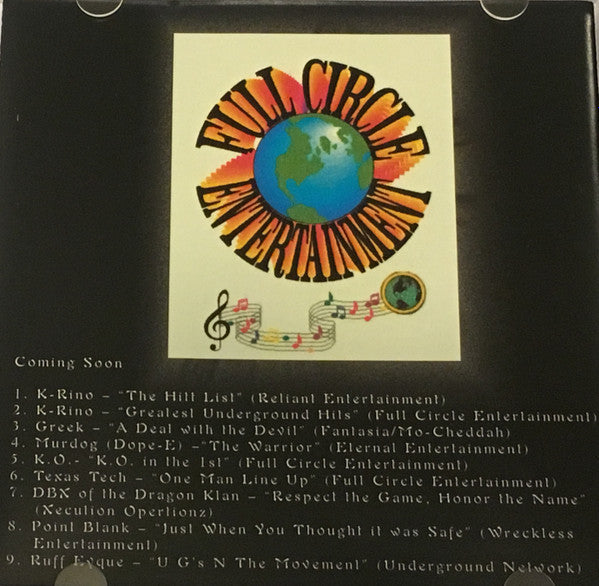 FULL CIRCLE
ENTERTAINMENT
Coming Soon
1. K-Rino – "The Hitt List" (Reliant Entertainment)
2. K-Rino – "Greatest Underground Hits" (Full Circle Entertainment)
3. Greek – "A Deal with the Devil" (Fantasia/Mo-Cheddah)
4. Murdog (Dope-E) –"The Warrior" (Eternal Entertainment)
5. K.O.- "K.O. in the 1st" (Full Circle Entertainment)
6. Texas Tech – "One Man Line Up" (Full Circle Entertainment)
7. DBX of the Dragon Klan – "Respect the Game, Honor the Name"
(Xecution Opertionz)
8. Point Blank – "Just When You Thought it was Safe" (Wreckless
Entertainment)
9. Ruff Eyque – "U G's N The Movement" (Underground Network)